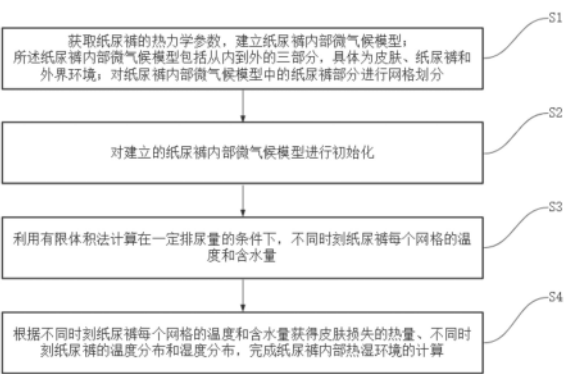 S1
获取纸尿裤的热力学参数，建立纸尿裤内部微气候模型；
所述纸尿裤内部微气候模型包括从内到外的三部分，具体为皮肤、纸尿裤和
外界环境；对纸尿裤内部微气候模型中的纸尿裤部分进行网格划分
S2
对建立的纸尿裤内部微气候模型进行初始化
S3
利用有限体积法计算在一定排尿量的条件下，不同时刻纸尿裤每个网格的温
度和含水量
S4
根据不同时刻纸尿裤每个网格的温度和含水量获得皮肤损失的热量、不同时
刻纸尿裤的温度分布和湿度分布，完成纸尿裤内部热湿环境的计算